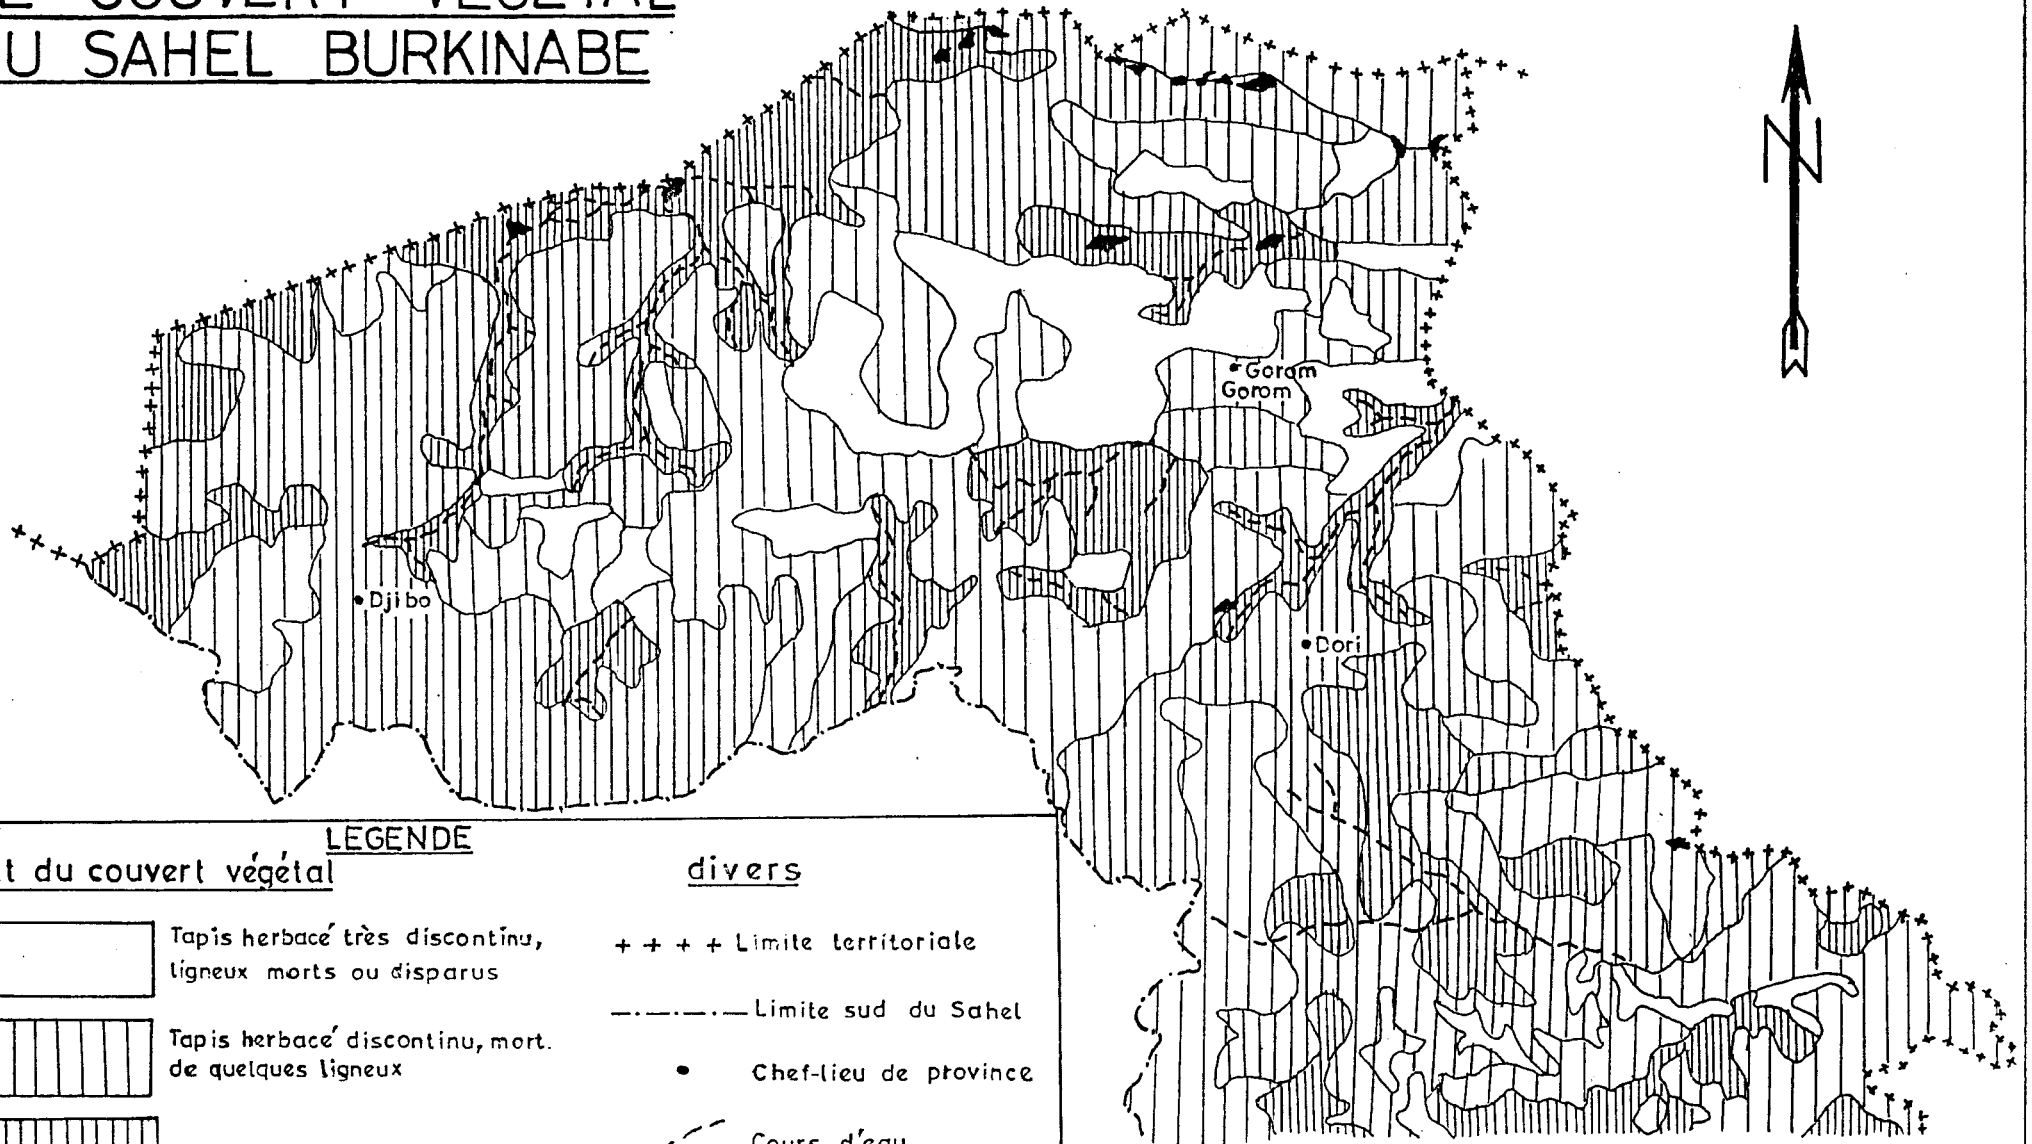 E COUVERT VEGETAL
U SAHEL BURKINABE
N
Gorom
Gorom
Djibo
Dori
LEGENDE
t du couvert végétal
divers
Tapis herbacé très discontinu,
ligneux morts ou disparus
++++ Limite territoriale
Limite sud du Sahel
Tapis herbacé discontinu, mort.
de quelques ligneux
Chef-lieu de province
Cours d'eau